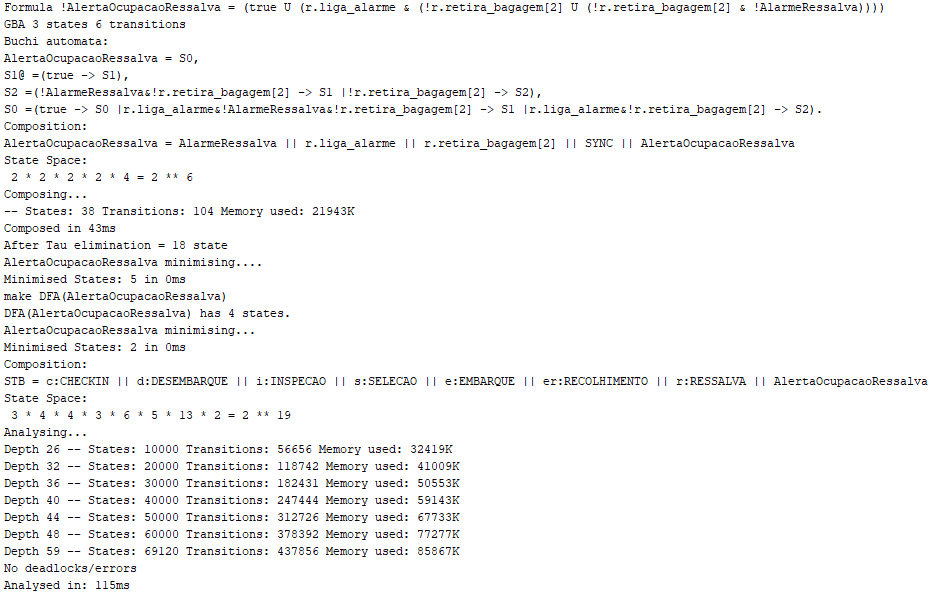 Formula !AlertaOcupacaoRessalva = (true U (r.liga_alarme & (!r.retira_bagagem[2] U (!r.retira_bagagem[2] & !AlarmeRessalva))))
GBA 3 states 6 transitions
Buchi automata:
AlertaOcupacaoRessalva = S0,
S1@ =(true -> S1),
S2 =(!AlarmeRessalva&!r.retira_bagagem[2] -> S1 |!r.retira_bagagem[2] -> S2),
S0 =(true -> S0 |r.liga_alarme&!AlarmeRessalva&!r.retira_bagagem[2] -> S1 |r.liga_alarme&!r.retira_bagagem[2] -> S2).
Composition:
AlertaOcupacaoRessalva = AlarmeRessalva || r.liga_alarme || r.retira_bagagem[2] || SYNC || AlertaOcupacaoRessalva
State Space:
 2 * 2 * 2 * 2 * 4 = 2 ** 6
Composing...
-- States: 38 Transitions: 104 Memory used: 21943K
Composed in 43ms
After Tau elimination = 18 state
AlertaOcupacaoRessalva minimising....
Minimised States: 5 in 0ms
make DFA(AlertaOcupacaoRessalva)
DFA(AlertaOcupacaoRessalva) has 4 states.
AlertaOcupacaoRessalva minimising...
Minimised States: 2 in 0ms
Composition:
STB = c:CHECKIN || d:DESEMBARQUE || i:INSPECAO || s:SELECAO || e:EMBARQUE || er:RECOLHIMENTO || r:RESSALVA || AlertaOcupacaoRessalva
State Space:
 3 * 4 * 4 * 3 * 6 * 5 * 13 * 2 = 2 ** 19
Analysing...
Depth 26 -- States: 10000 Transitions: 56656 Memory used: 32419K
Depth 32 -- States: 20000 Transitions: 118742 Memory used: 41009K
Depth 36 -- States: 30000 Transitions: 182431 Memory used: 50553K
Depth 40 -- States: 40000 Transitions: 247444 Memory used: 59143K
Depth 44 -- States: 50000 Transitions: 312726 Memory used: 67733K
Depth 48 -- States: 60000 Transitions: 378392 Memory used: 77277K
Depth 59 -- States: 69120 Transitions: 437856 Memory used: 85867K
No deadlocks/errors
Analysed in: 115ms